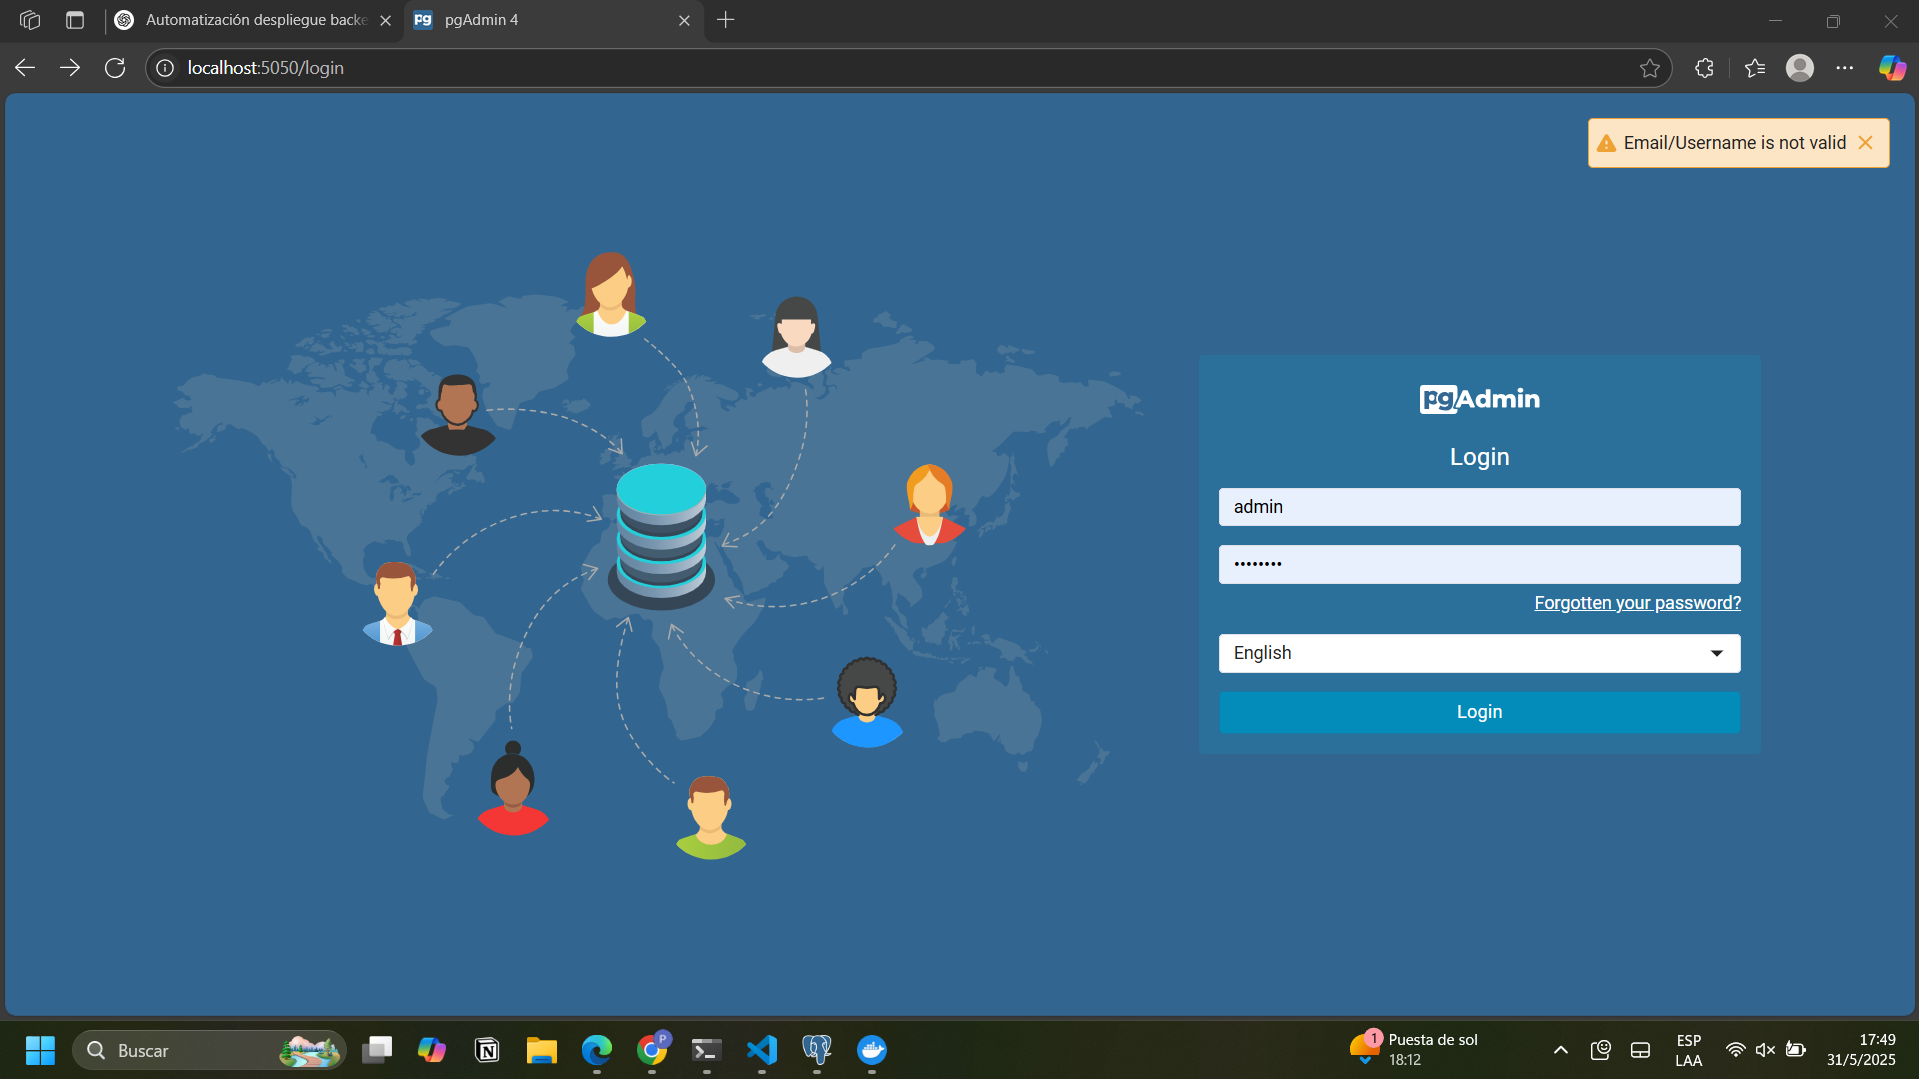 Automatización despliegue backe
pgAdmin 4
localhost:5050/login
Email/Username is not valid
pgAdmin
Login
admin
••••••••
Forgotten your password?
English
Login
Buscar
1
Puesta de sol
18:12
ESP
LAA
17:49
31/5/2025